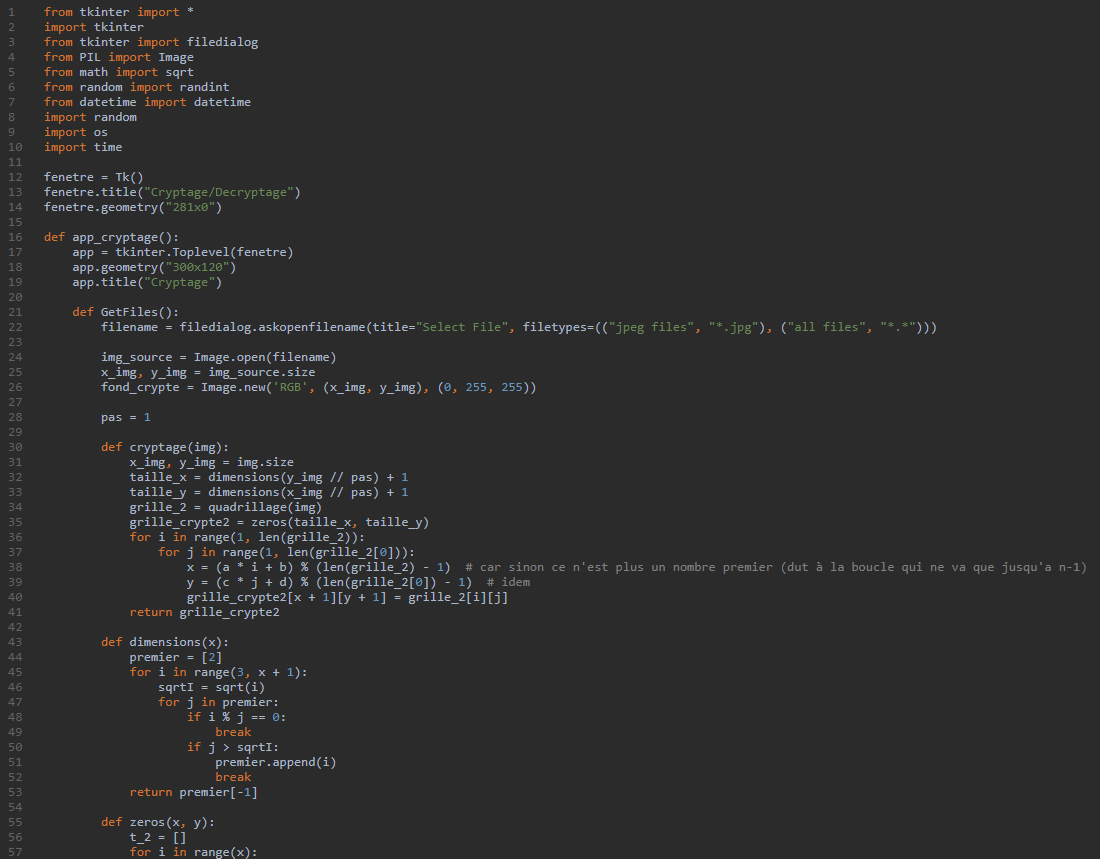 1 from tkinter import *
2 import tkinter
3 from tkinter import filedialog
4 from PIL import Image
5 from math import sqrt
6 from random import randint
7 from datetime import datetime
8 import random
9 import os
10 import time
11
12 fenetre = Tk()
13 fenetre.title("Cryptage/Decryptage")
14 fenetre.geometry("281x0")
15
16 def app_cryptage():
17     app = tkinter.Toplevel(fenetre)
18     app.geometry("300x120")
19     app.title("Cryptage")
20
21     def GetFiles():
22         filename = filedialog.askopenfilename(title="Select File", filetypes=(("jpeg files", "*.jpg"), ("all files", "*.*")))
23
24         img_source = Image.open(filename)
25         x_img, y_img = img_source.size
26         fond_crypte = Image.new('RGB', (x_img, y_img), (0, 255, 255))
27
28         pas = 1
29
30         def cryptage(img):
31             x_img, y_img = img.size
32             taille_x = dimensions(y_img // pas) + 1
33             taille_y = dimensions(x_img // pas) + 1
34             grille_2 = quadrillage(img)
35             grille_crypte2 = zeros(taille_x, taille_y)
36             for i in range(1, len(grille_2)):
37                 for j in range(1, len(grille_2[0])):
38                     x = (a * i + b) % (len(grille_2) - 1)  # car sinon ce n'est plus un nombre premier (dut à la boucle qui ne va que jusqu'a n-1)
39                     y = (c * j + d) % (len(grille_2[0]) - 1)  # idem
40                     grille_crypte2[x + 1][y + 1] = grille_2[i][j]
41             return grille_crypte2
42
43         def dimensions(x):
44             premier = [2]
45             for i in range(3, x + 1):
46                 sqrtI = sqrt(i)
47                 for j in premier:
48                     if i % j == 0:
49                         break
50                     if j > sqrtI:
51                         premier.append(i)
52                         break
53             return premier[-1]
54
55         def zeros(x, y):
56             t_2 = []
57             for i in range(x):